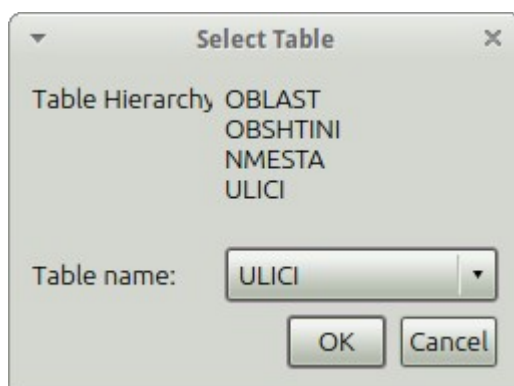 Select Table
Table Hierarchy OBLAST
OBSHTINI
NMESTA
ULICI
Table name: ULICI
OK Cancel